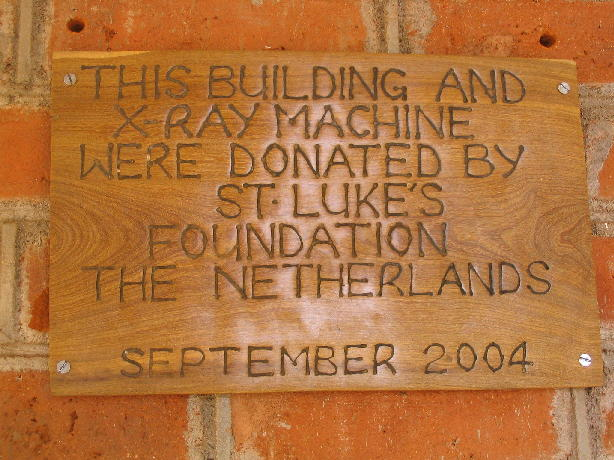 THIS BUILDING AND
X-RAY MACHINE
WERE DONATED BY
ST. LUKE'S
FOUNDATION
THE NETHERLANDS
SEPTEMBER 2004